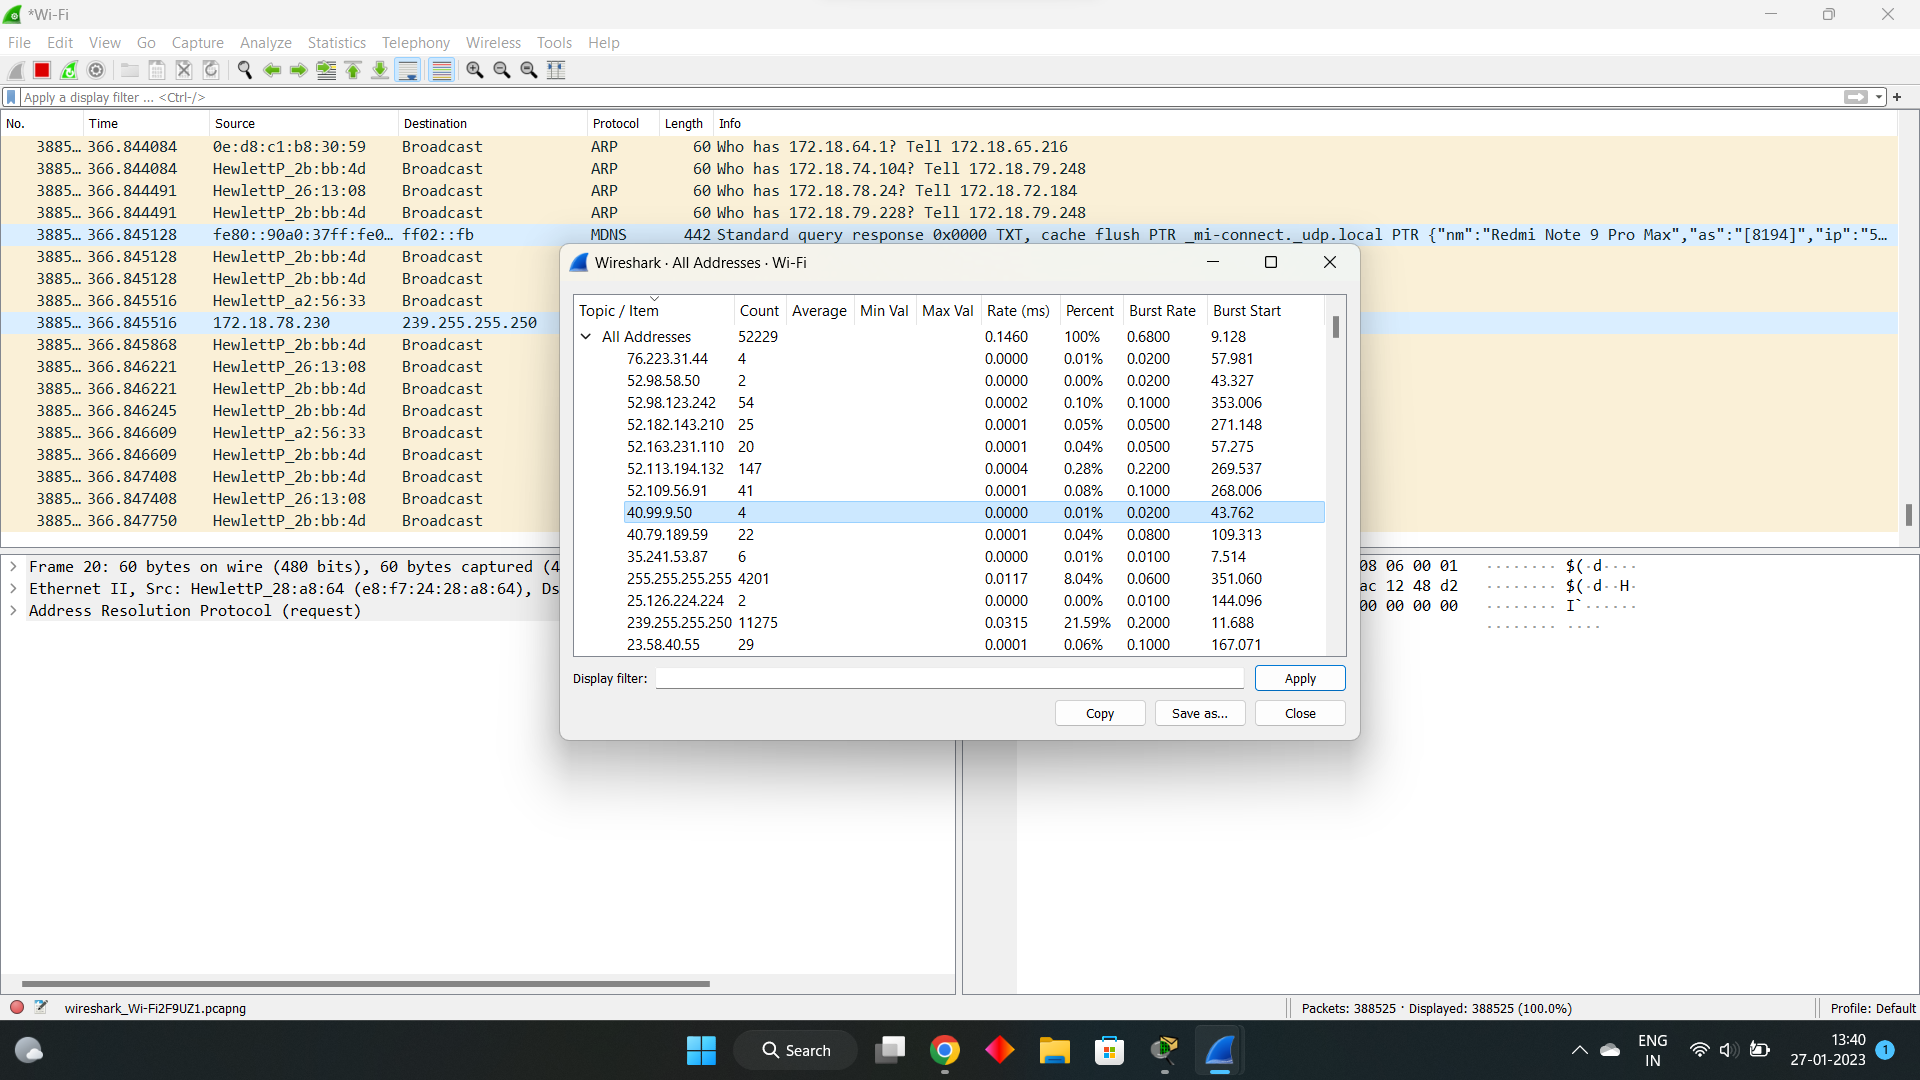 *Wi-Fi
File Edit View Go Capture Analyze Statistics Telephony Wireless Tools Help
Apply a display filter ... <Ctrl-/>
No. Time Source Destination Protocol Length Info
3885… 366.844084 0e:d8:c1:b8:30:59 Broadcast ARP 60 Who has 172.18.64.1? Tell 172.18.65.216
3885… 366.844084 HewlettP_2b:bb:4d Broadcast ARP 60 Who has 172.18.74.104? Tell 172.18.79.248
3885… 366.844491 HewlettP_26:13:08 Broadcast ARP 60 Who has 172.18.78.24? Tell 172.18.72.184
3885… 366.844491 HewlettP_2b:bb:4d Broadcast ARP 60 Who has 172.18.79.228? Tell 172.18.79.248
3885… 366.845128 fe80::90a0:37ff:fe0… ff02::fb MDNS 442 Standard query response 0x0000 TXT, cache flush PTR _mi-connect._udp.local PTR {"nm":"Redmi Note 9 Pro Max","as":"[8194]","ip":"5…
3885… 366.845128 HewlettP_2b:bb:4d Broadcast
3885… 366.845128 HewlettP_2b:bb:4d Broadcast
3885… 366.845516 HewlettP_a2:56:33 Broadcast
3885… 366.845516 172.18.78.230 239.255.255.250
3885… 366.845868 HewlettP_2b:bb:4d Broadcast
3885… 366.846221 HewlettP_26:13:08 Broadcast
3885… 366.846221 HewlettP_2b:bb:4d Broadcast
3885… 366.846245 HewlettP_2b:bb:4d Broadcast
3885… 366.846609 HewlettP_a2:56:33 Broadcast
3885… 366.846609 HewlettP_2b:bb:4d Broadcast
3885… 366.847408 HewlettP_2b:bb:4d Broadcast
3885… 366.847408 HewlettP_26:13:08 Broadcast
3885… 366.847750 HewlettP_2b:bb:4d Broadcast
Wireshark · All Addresses · Wi-Fi
Topic / Item Count Average Min Val Max Val Rate (ms) Percent Burst Rate Burst Start
All Addresses 52229 0.1460 100% 0.6800 9.128
76.223.31.44 4 0.0000 0.01% 0.0200 57.981
52.98.58.50 2 0.0000 0.00% 0.0200 43.327
52.98.123.242 54 0.0002 0.10% 0.1000 353.006
52.182.143.210 25 0.0001 0.05% 0.0500 271.148
52.163.231.110 20 0.0001 0.04% 0.0500 57.275
52.113.194.132 147 0.0004 0.28% 0.2200 269.537
52.109.56.91 41 0.0001 0.08% 0.1000 268.006
40.99.9.50 4 0.0000 0.01% 0.0200 43.762
40.79.189.59 22 0.0001 0.04% 0.0800 109.313
35.241.53.87 6 0.0000 0.01% 0.0100 7.514
255.255.255.255 4201 0.0117 8.04% 0.0600 351.060
25.126.224.224 2 0.0000 0.00% 0.0100 144.096
239.255.255.250 11275 0.0315 21.59% 0.2000 11.688
23.58.40.55 29 0.0001 0.06% 0.1000 167.071
Display filter: Apply
Copy Save as... Close
Frame 20: 60 bytes on wire (480 bits), 60 bytes captured (4
Ethernet II, Src: HewlettP_28:a8:64 (e8:f7:24:28:a8:64), Ds
Address Resolution Protocol (request)
08 06 00 01 ········ $(·d····
ac 12 48 d2 ········ $(·d··H·
00 00 00 00 ········ I`······
········ ····
wireshark_Wi-Fi2F9UZ1.pcapng
Packets: 388525 · Displayed: 388525 (100.0%)
Profile: Default
Search
ENG
IN
13:40
27-01-2023
1